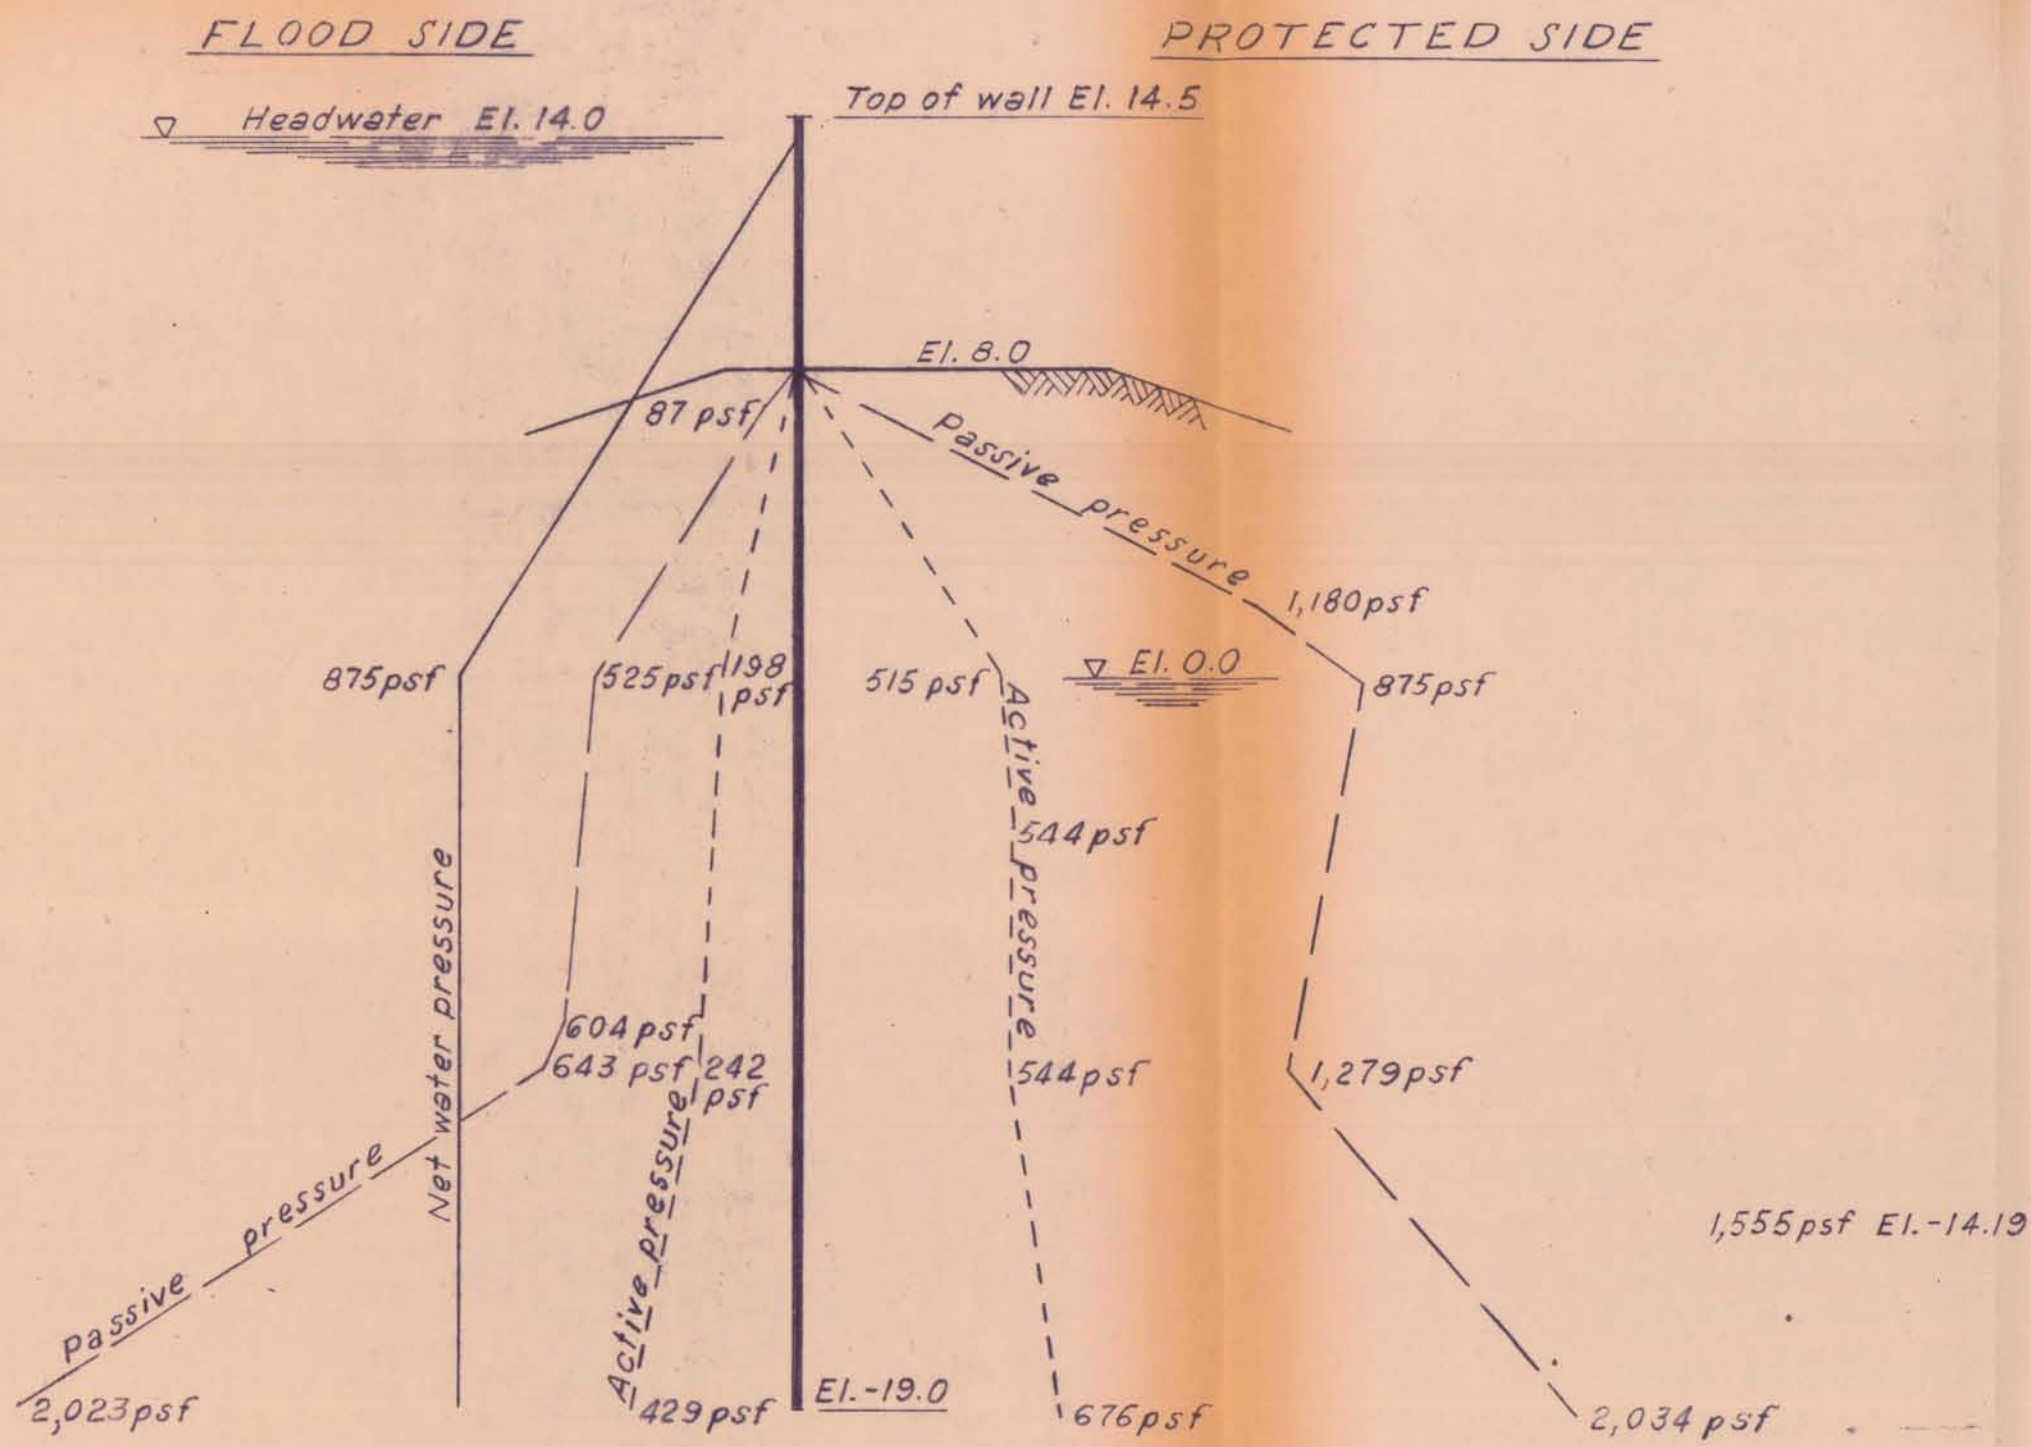 FLOOD SIDE
PROTECTED SIDE
Top of wall El. 14.5
Headwater El. 14.0
El. 8.0
87 psf
Passive pressure
1,180 psf
875 psf
525 psf
198
psf
515 psf
El. 0.0
875 psf
Active pressure
544 psf
Net water pressure
604 psf
643 psf
242
psf
544 psf
1,279 psf
Passive pressure
Active pressure
1,555 psf El. -14.19
2,023 psf
429 psf
El. -19.0
676 psf
2,034 psf